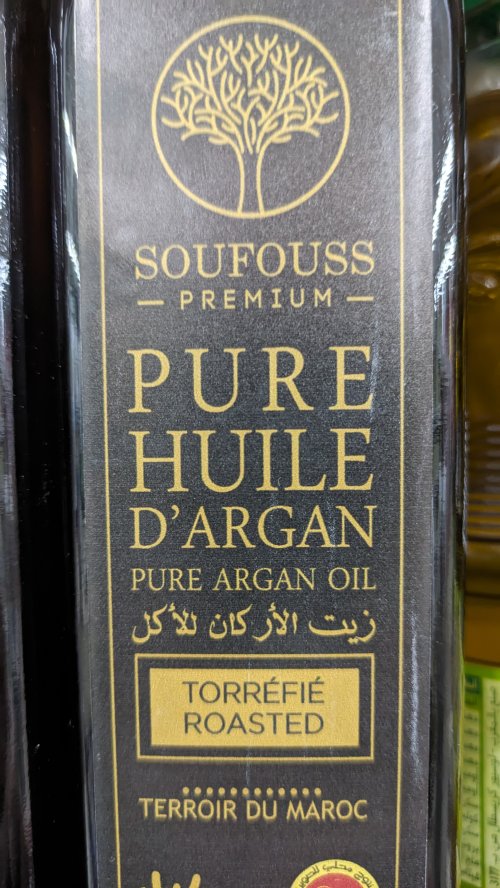 SOUFOUSS
PREMIUM
PURE
HUILE
D'ARGAN
PURE ARGAN OIL
زيت الأركان للأكل
TORRÉFIÉ
ROASTED
TERROIR DU MAROC